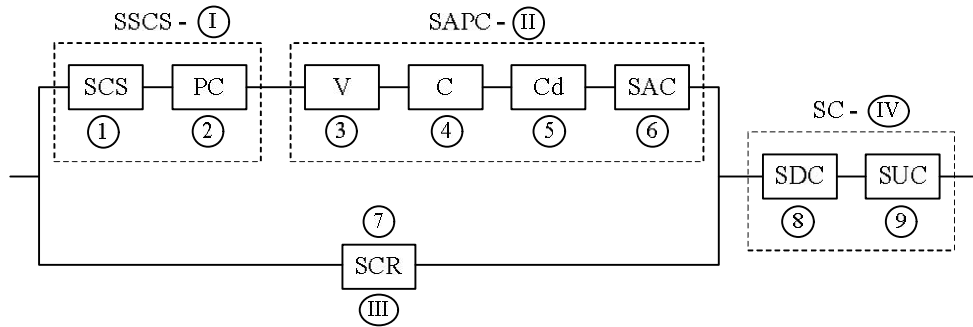 SSCS - I
SAPC - II
SCS
PC
V
C
Cd
SAC
1
2
3
4
5
6
SC - IV
SDC
SUC
8
9
7
SCR
III